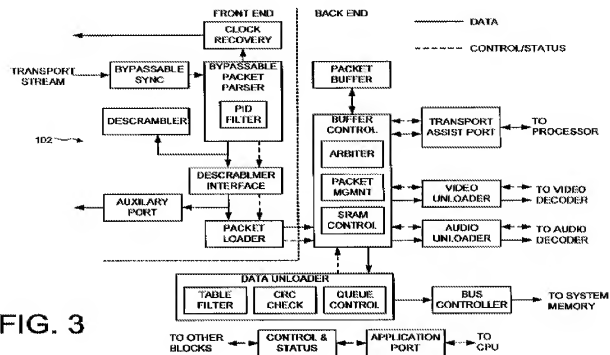 FRONT END
BACK END
DATA
CONTROL/STATUS
CLOCK
RECOVERY
TRANSPORT
STREAM
BYPASSABLE
SYNC
BYPASSABLE
PACKET
PARSER
PID
FILTER
PACKET
BUFFER
DESCRAMBLER
102
BUFFER
CONTROL
ARBITER
PACKET
MGMNT
SRAM
CONTROL
TRANSPORT
ASSIST PORT
TO
PROCESSOR
DESCRABLMER
INTERFACE
VIDEO
UNLOADER
TO VIDEO
DECODER
AUXILARY
PORT
PACKET
LOADER
AUDIO
UNLOADER
TO AUDIO
DECODER
DATA UNLOADER
TABLE
FILTER
CRC
CHECK
QUEUE
CONTROL
BUS
CONTROLLER
TO SYSTEM
MEMORY
FIG. 3
TO OTHER
BLOCKS
CONTROL &
STATUS
APPLICATION
PORT
TO
CPU